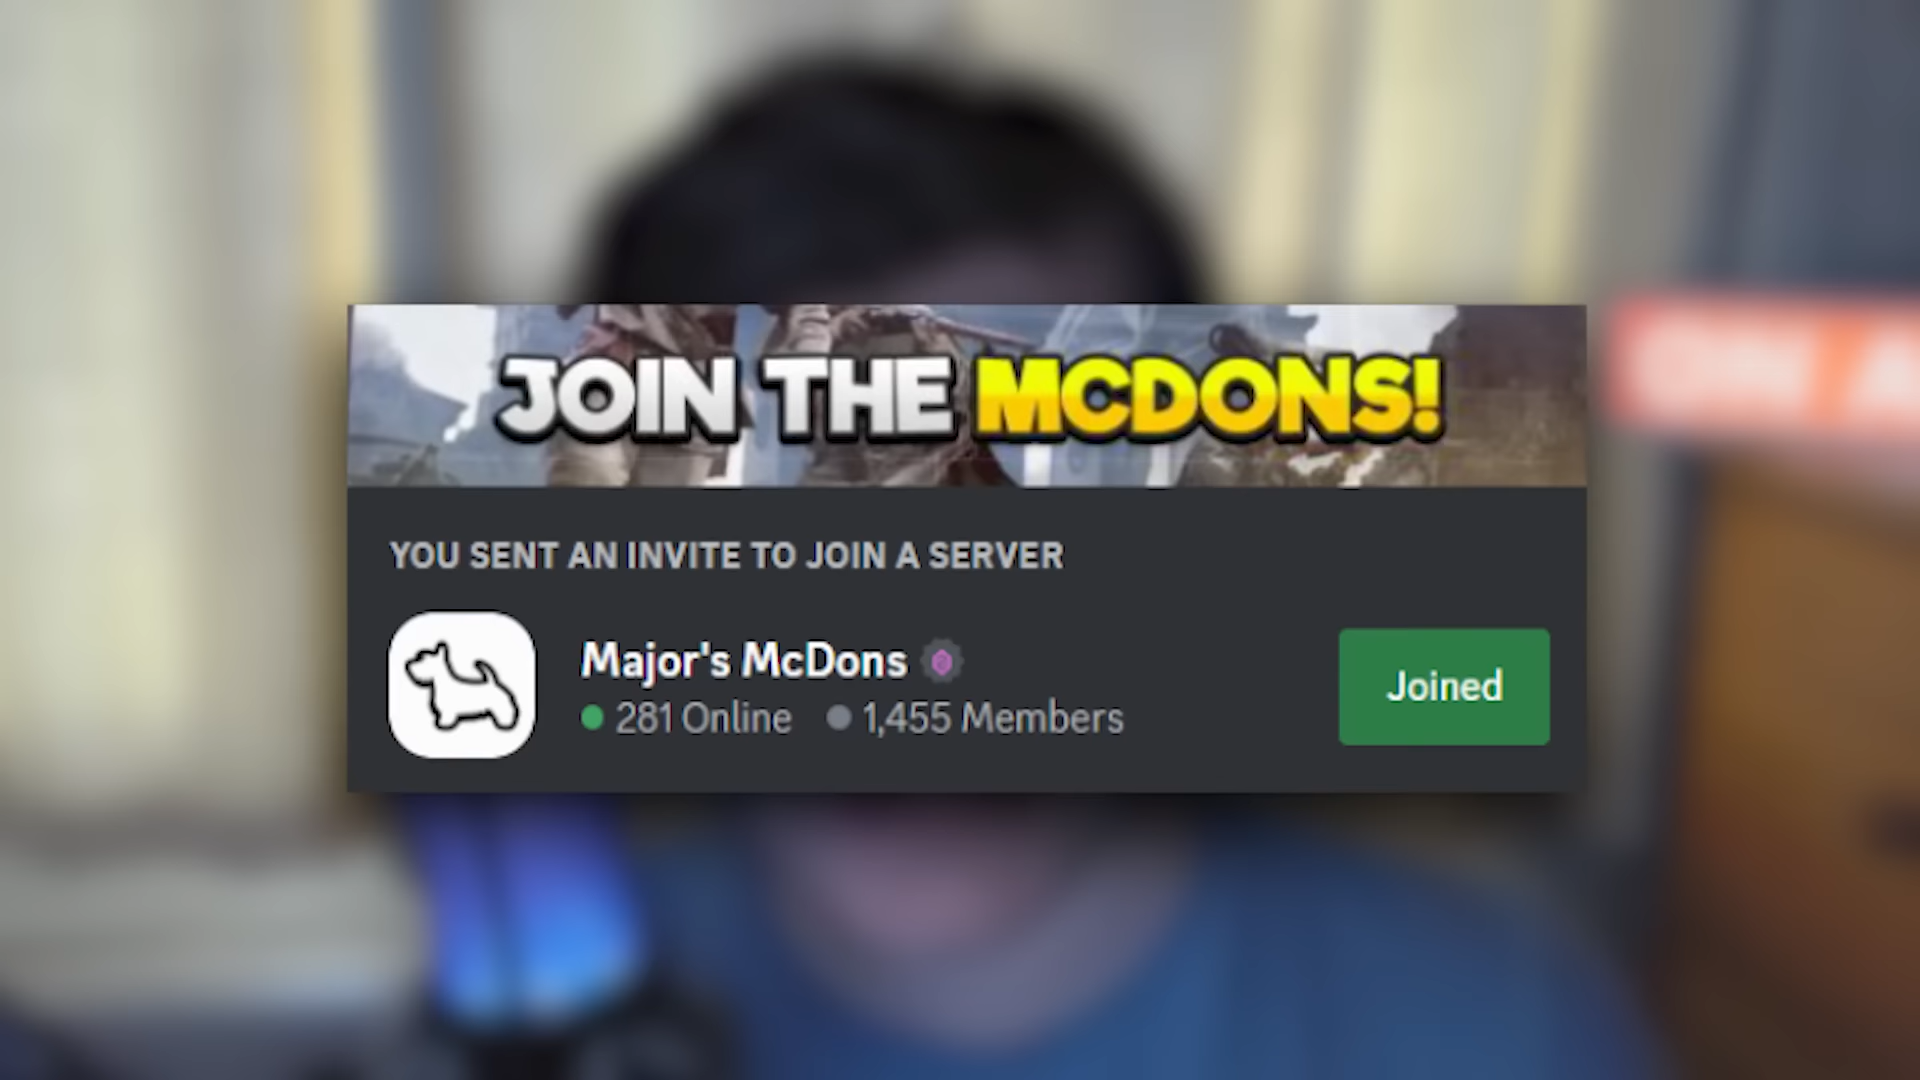 JOIN THE MCDONS!
YOU SENT AN INVITE TO JOIN A SERVER
Major's McDons
281 Online 1,455 Members
Joined